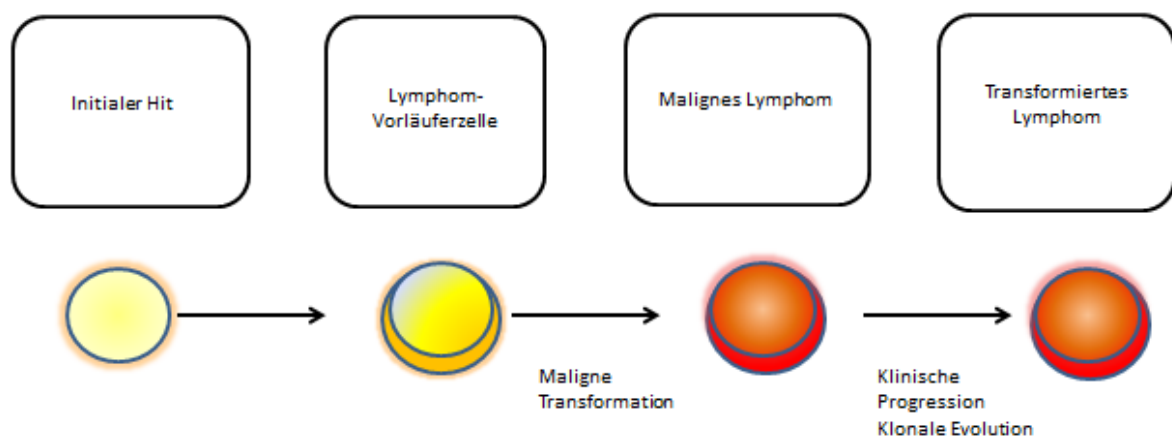 Initialer Hit
Lymphom-
Vorläuferzelle
Malignes Lymphom
Transformiertes
Lymphom
Maligne
Transformation
Klinische
Progression
Klonale Evolution